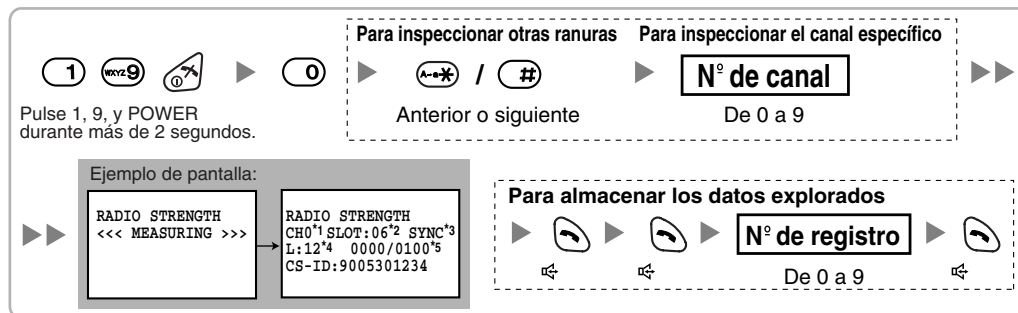 Para inspeccionar otras ranuras
Para inspeccionar el canal específico
1) WXYZ9 0 A-a✱ / # Nº de canal
Pulse 1, 9, y POWER
durante más de 2 segundos.
Anterior o siguiente
De 0 a 9
Ejemplo de pantalla:
RADIO STRENGTH
<<< MEASURING >>>
RADIO STRENGTH
CH0*1 SLOT:06*2 SYNC*3
L:12*4 0000/0100*5
CS-ID:9005301234
Para almacenar los datos explorados
Nº de registro
De 0 a 9